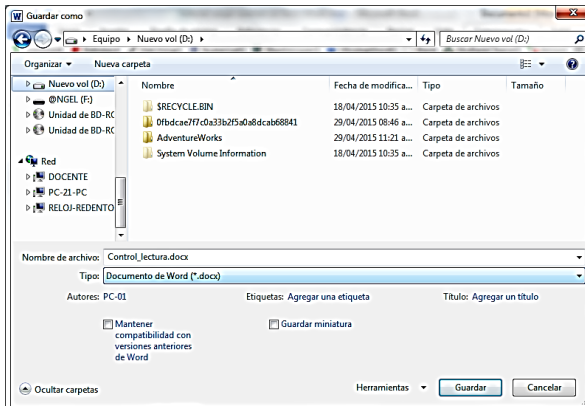 Guardar como
Equipo ▸ Nuevo vol (D:) ▸
Buscar Nuevo vol (D:)
Organizar ▾ Nueva carpeta
Nuevo vol (D:)
@NGEL (F:)
Unidad de BD-RO
Unidad de BD-RO
Red
DOCENTE
PC-21-PC
RELOJ-REDENTO
Nombre Fecha de modifica... Tipo Tamaño
$RECYCLE.BIN 18/04/2015 10:35 a... Carpeta de archivos
0fbdcae7f7c0a33b2f5a0a8dcab68841 29/04/2015 08:46 a... Carpeta de archivos
AdventureWorks 29/04/2015 11:21 a... Carpeta de archivos
System Volume Information 18/04/2015 10:35 a... Carpeta de archivos
Nombre de archivo: Control_lectura.docx
Tipo: Documento de Word (*.docx)
Autores: PC-01 Etiquetas: Agregar una etiqueta Título: Agregar un título
Mantener
compatibilidad con
versiones anteriores
de Word
Guardar miniatura
Ocultar carpetas
Herramientas ▾ Guardar Cancelar